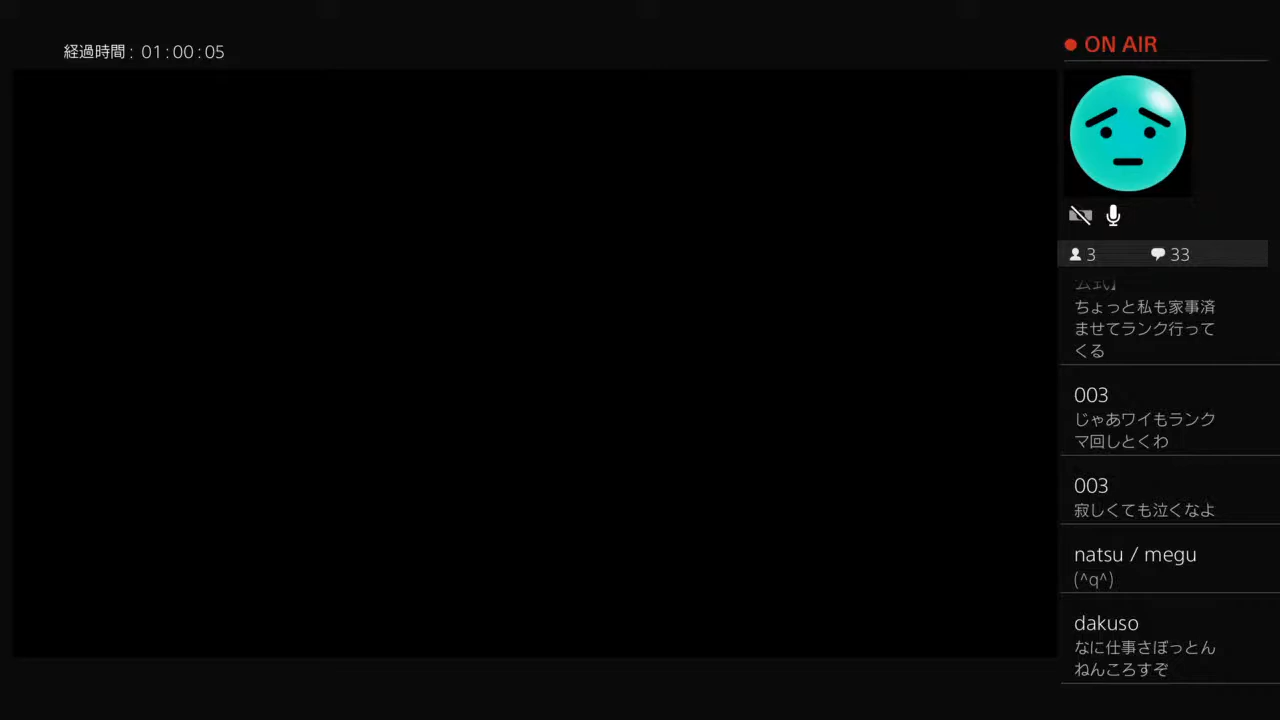 経過時間: 01:00:05
ON AIR
3
33
公式】
ちょっと私も家事済
ませてランク行って
くる
003
じゃあワイもランク
マ回しとくわ
003
寂しくても泣くなよ
natsu / megu
(^q^)
dakuso
なに仕事さぼっとん
ねんころすぞ